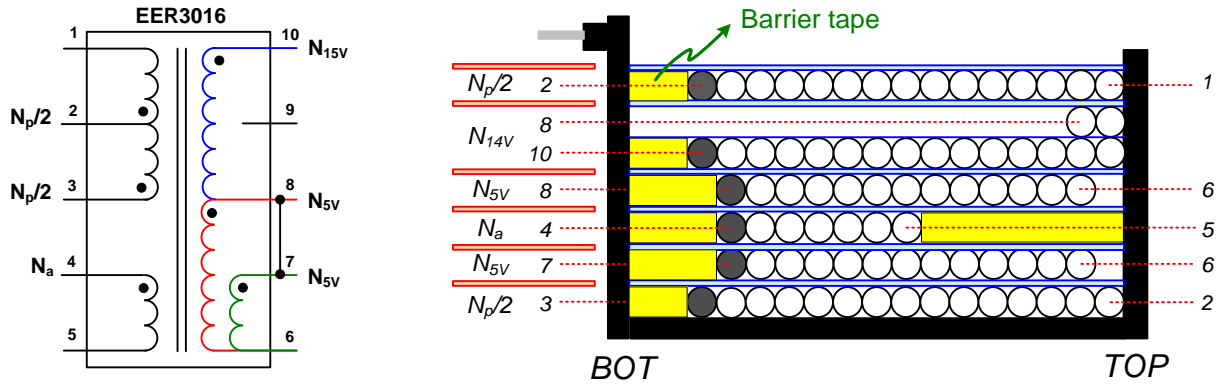 EER3016
1
10
N15V
2
Np/2
9
3
Np/2
8
N5V
4
Na
7
N5V
5
6
Barrier tape
Np/2 2 1
N14V 8
10
N5V 8 6
Na 4 5
N5V 7 6
Np/2 3 2
BOT TOP